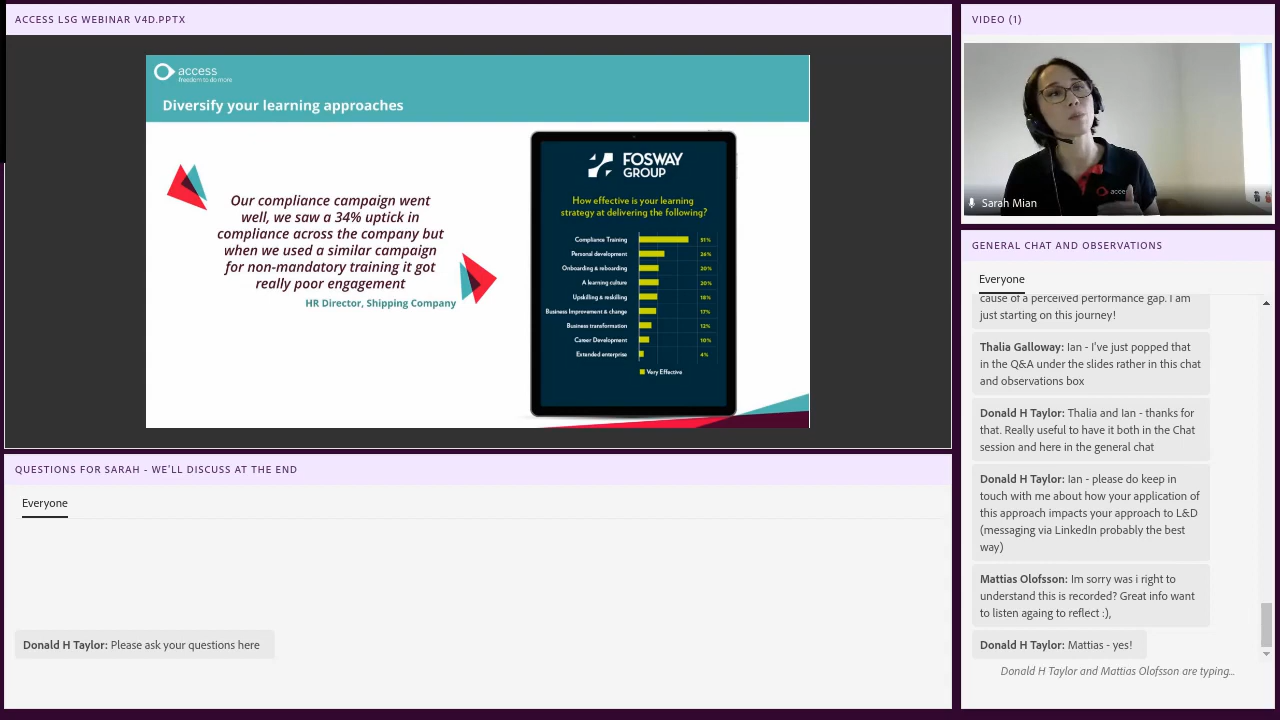 ACCESS LSG WEBINAR V4D.PPTX
access
freedom to do more
Diversify your learning approaches
Our compliance campaign went
well, we saw a 34% uptick in
compliance across the company but
when we used a similar campaign
for non-mandatory training it got
really poor engagement
HR Director, Shipping Company
FOSWAY
GROUP
How effective is your learning
strategy at delivering the following?
Compliance Training 51%
Personal development 26%
Onboarding & reboarding 20%
A learning culture 20%
Upskilling & reskilling 18%
Business Improvement & change 17%
Business transformation 12%
Career Development 10%
Extended enterprise 4%
Very Effective
QUESTIONS FOR SARAH - WE'LL DISCUSS AT THE END
Everyone
Donald H Taylor: Please ask your questions here
VIDEO (1)
Sarah Mian
GENERAL CHAT AND OBSERVATIONS
Everyone
cause of a perceived performance gap. I am
just starting on this journey!
Thalia Galloway: Ian - I've just popped that
in the Q&A under the slides rather in this chat
and observations box
Donald H Taylor: Thalia and Ian - thanks for
that. Really useful to have it both in the Chat
session and here in the general chat
Donald H Taylor: Ian - please do keep in
touch with me about how your application of
this approach impacts your approach to L&D
(messaging via LinkedIn probably the best
way)
Mattias Olofsson: Im sorry was i right to
understand this is recorded? Great info want
to listen againg to reflect :),
Donald H Taylor: Mattias - yes!
Donald H Taylor and Mattias Olofsson are typing...